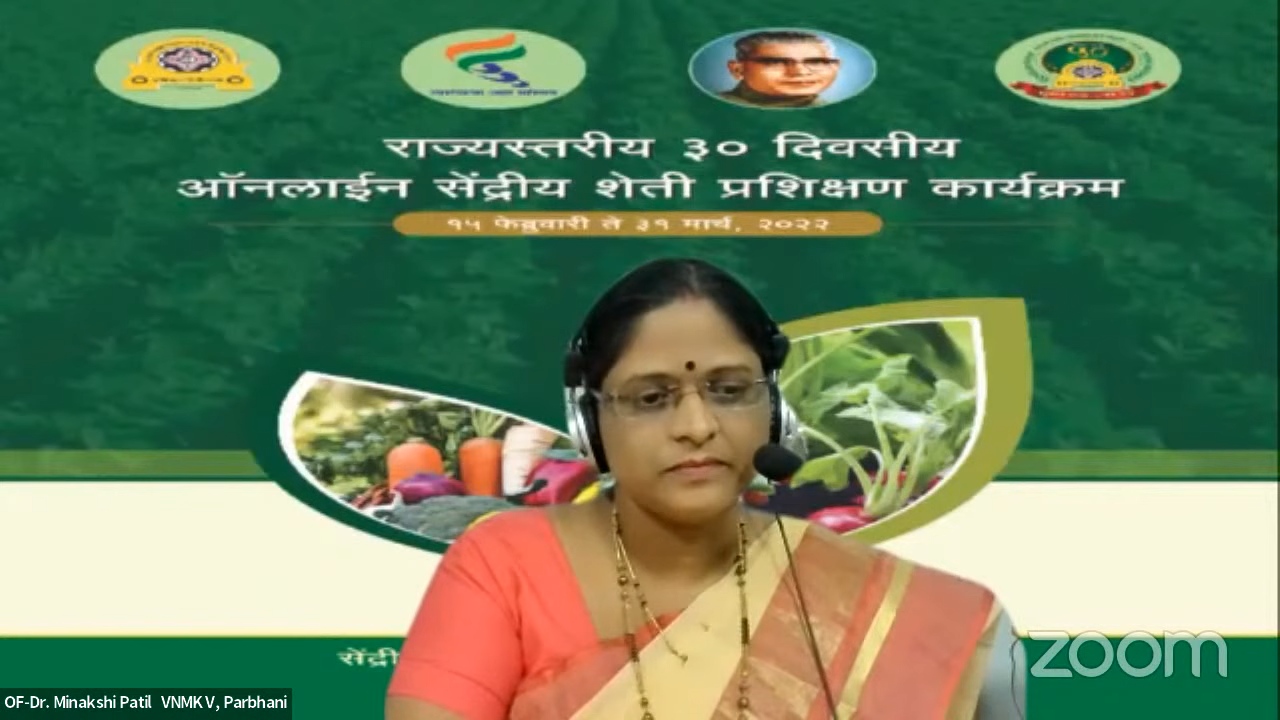 राज्यस्तरीय ३० दिवसीय
ऑनलाईन सेंद्रीय शेती प्रशिक्षण कार्यक्रम
१५ फेब्रुवारी ते ३१ मार्च, २०२२
सेंद्री
zoom
OF-Dr. Minakshi Patil VNMKV, Parbhani